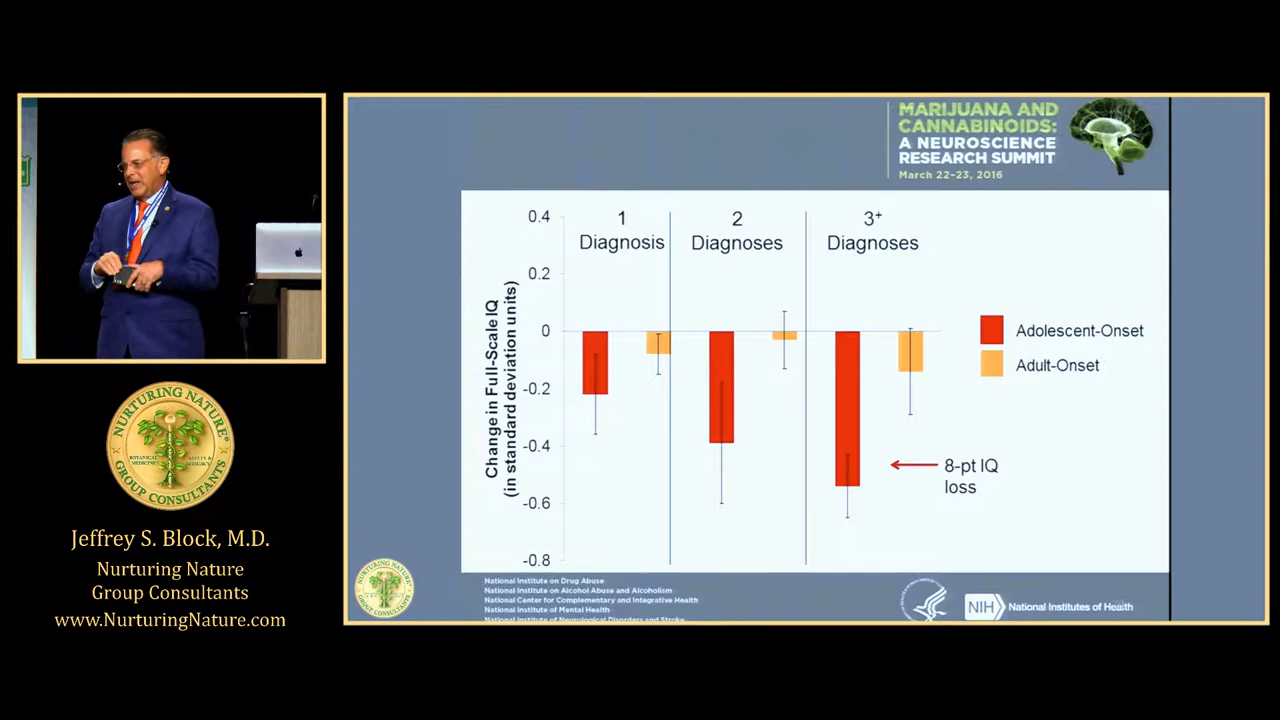 MARIJUANA AND
CANNABINOIDS:
A NEUROSCIENCE
RESEARCH SUMMIT
March 22-23, 2016
0.4
0.2
0
-0.2
-0.4
-0.6
-0.8
Change in Full-Scale IQ
(in standard deviation units)
1
Diagnosis
2
Diagnoses
3+
Diagnoses
Adolescent-Onset
Adult-Onset
8-pt IQ
loss
NURTURING NATURE®
BOTANICAL
MEDICINE
SAFETY &
EFFICACY
GROUP CONSULTANTS
Jeffrey S. Block, M.D.
Nurturing Nature
Group Consultants
www.NurturingNature.com
National Institute on Drug Abuse
National Institute on Alcohol Abuse and Alcoholism
National Center for Complementary and Integrative Health
National Institute of Mental Health
National Institute of Neurological Disorders and Stroke
NIH
National Institutes of Health